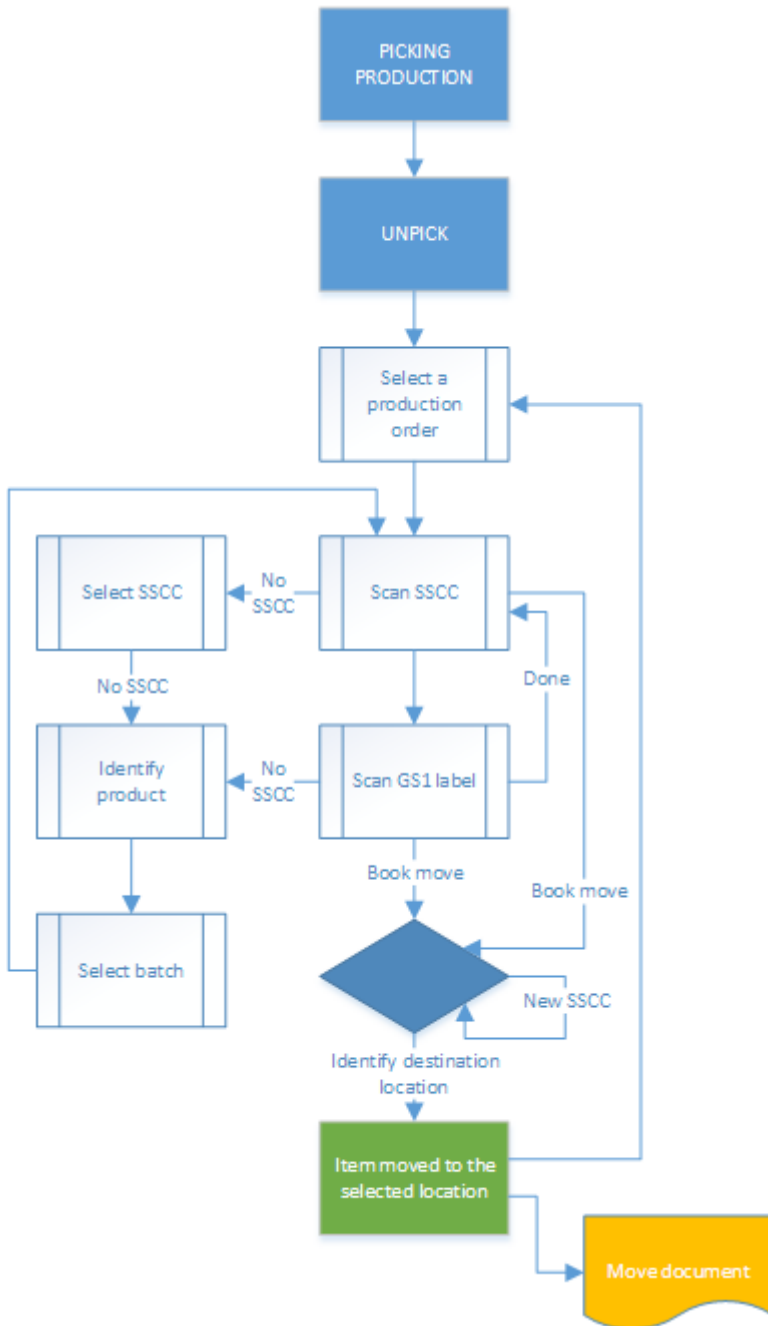 PICKING
PRODUCTION
UNPICK
Select a
production
order
Select SSCC
No
SSCC
Scan SSCC
No SSCC
Done
Identify
product
No
SSCC
Scan GS1 label
Book move
Book move
Select batch
New SSCC
Identify destination
location
Item moved to the
selected location
Move document